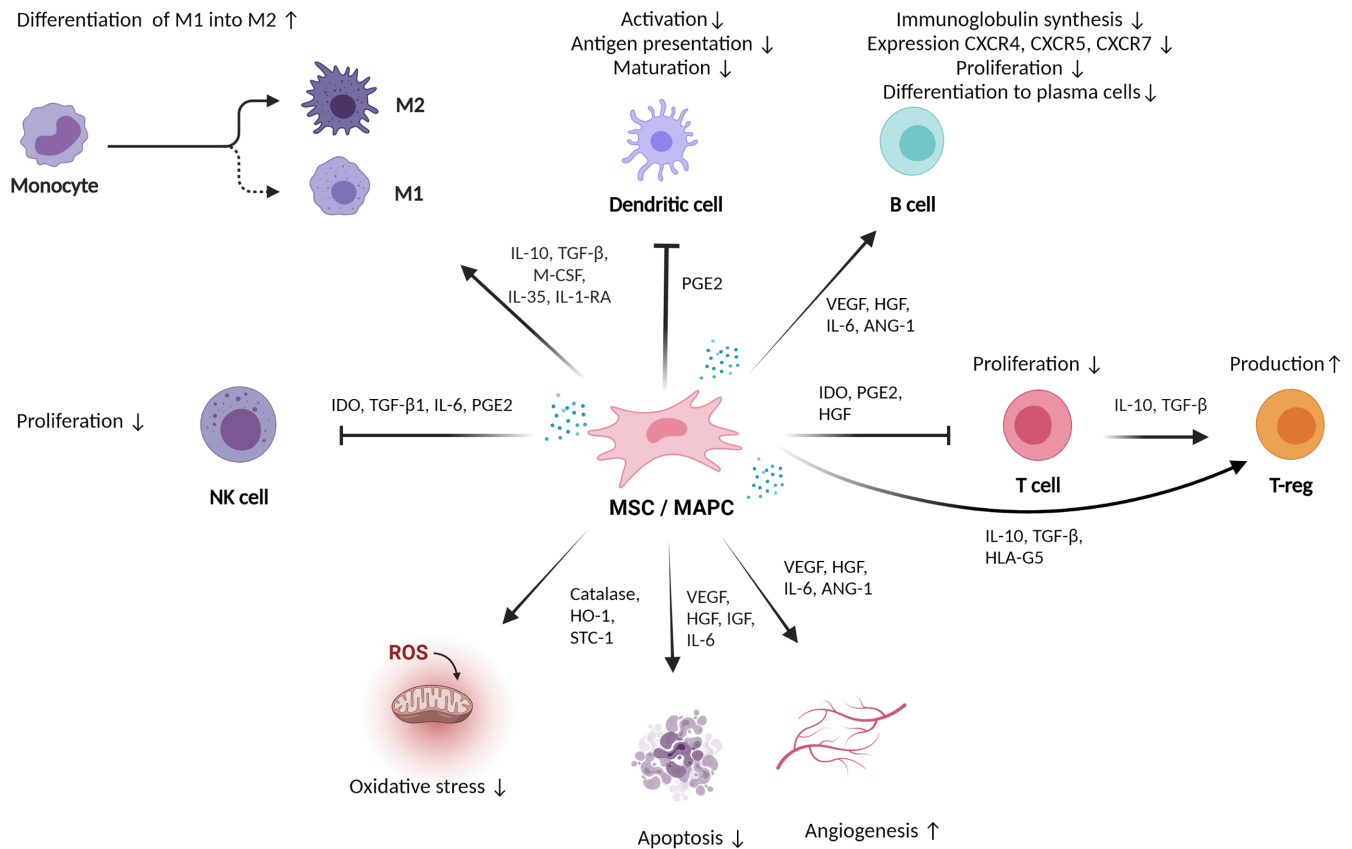 Differentiation of M1 into M2 ↑
Activation ↓
Antigen presentation ↓
Maturation ↓
Immunoglobulin synthesis ↓
Expression CXCR4, CXCR5, CXCR7 ↓
Proliferation ↓
Differentiation to plasma cells ↓
M2
Monocyte
M1
Dendritic cell
B cell
IL-10, TGF-β,
M-CSF,
IL-35, IL-1-RA
PGE2
VEGF, HGF,
IL-6, ANG-1
Proliferation ↓
NK cell
IDO, TGF-β1, IL-6, PGE2
MSC / MAPC
IDO, PGE2,
HGF
Proliferation ↓
T cell
IL-10, TGF-β
Production ↑
T-reg
IL-10, TGF-β,
HLA-G5
Catalase,
HO-1,
STC-1
VEGF,
HGF, IGF,
IL-6
VEGF, HGF,
IL-6, ANG-1
ROS
Oxidative stress ↓
Apoptosis ↓
Angiogenesis ↑